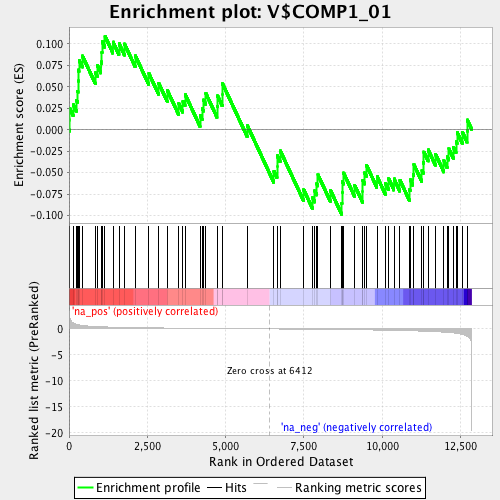 Enrichment plot: V$COMP1_01
Enrichment score (ES)
0.100
0.075
0.050
0.025
0.000
-0.025
-0.050
-0.075
-0.100
'na_pos' (positively correlated)
Ranked list metric (PreRanked)
0
-5
-10
-15
-20
Zero cross at 6412
'na_neg' (negatively correlated)
0 2,500 5,000 7,500 10,000 12,500
Rank in Ordered Dataset
Enrichment profile Hits Ranking metric scores